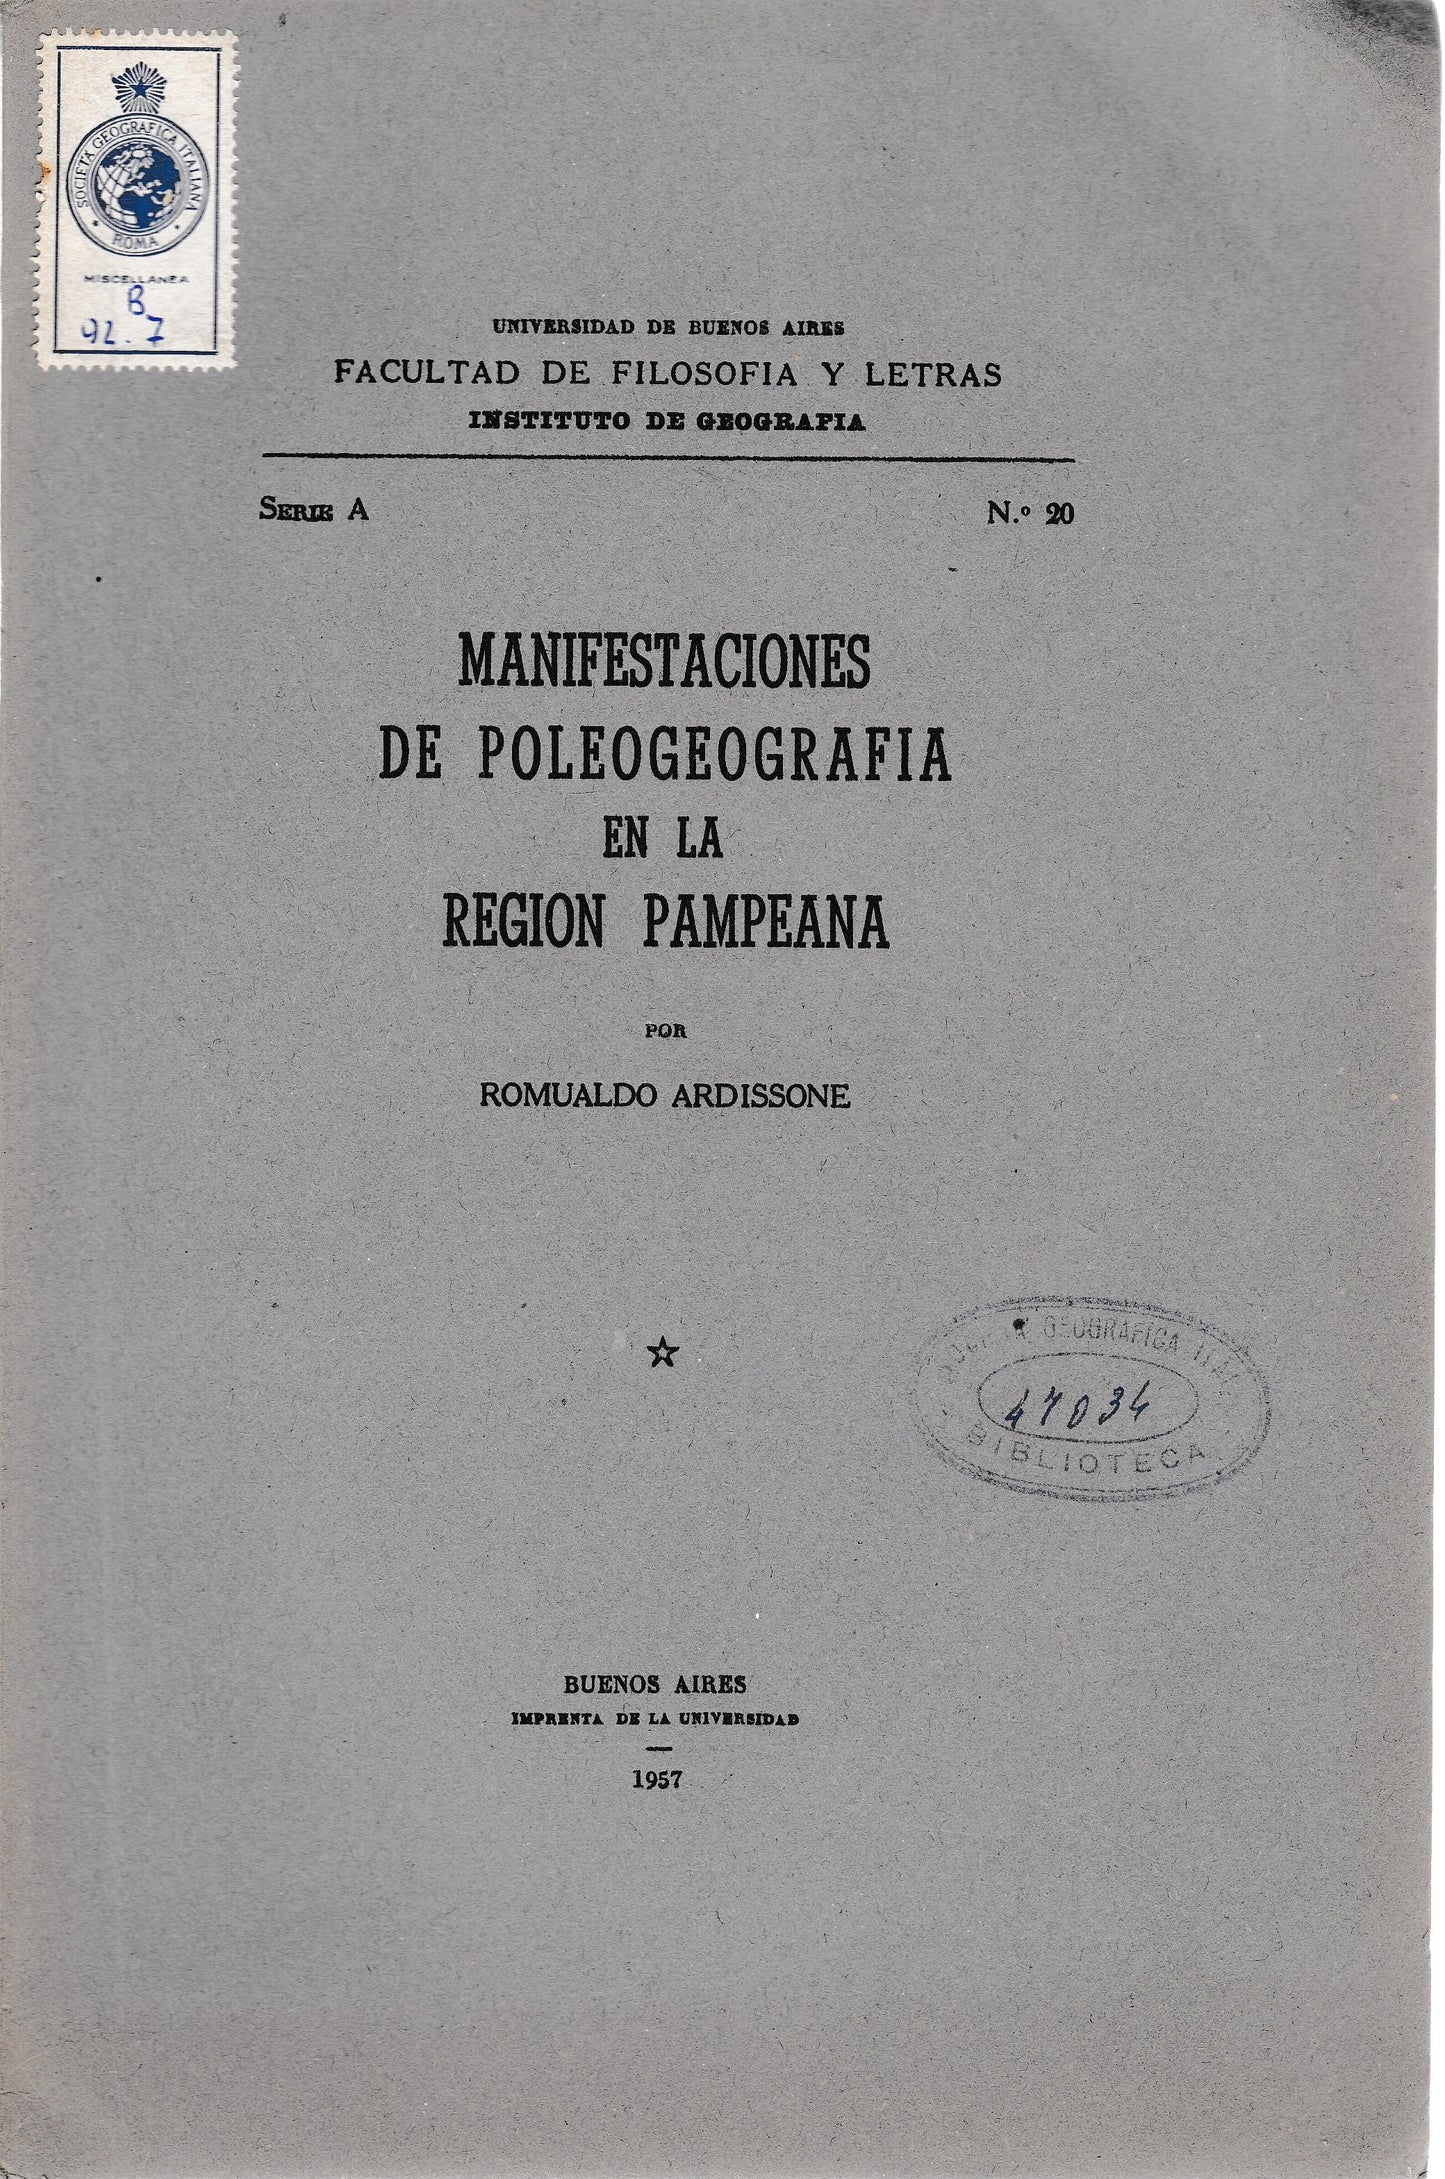 SOCIETÀ GEOGRAFICA ITALIANA
ROMA
MISCELLANEA
B
92.7
UNIVERSIDAD DE BUENOS AIRES
FACULTAD DE FILOSOFIA Y LETRAS
INSTITUTO DE GEOGRAFIA
SERIE A N.º 20
MANIFESTACIONES
DE POLEOGEOGRAFIA
EN LA
REGION PAMPEANA
POR
ROMUALDO ARDISSONE
GEOGRAFICA
47034
BIBLIOTECA
BUENOS AIRES
IMPRENTA DE LA UNIVERSIDAD
1957